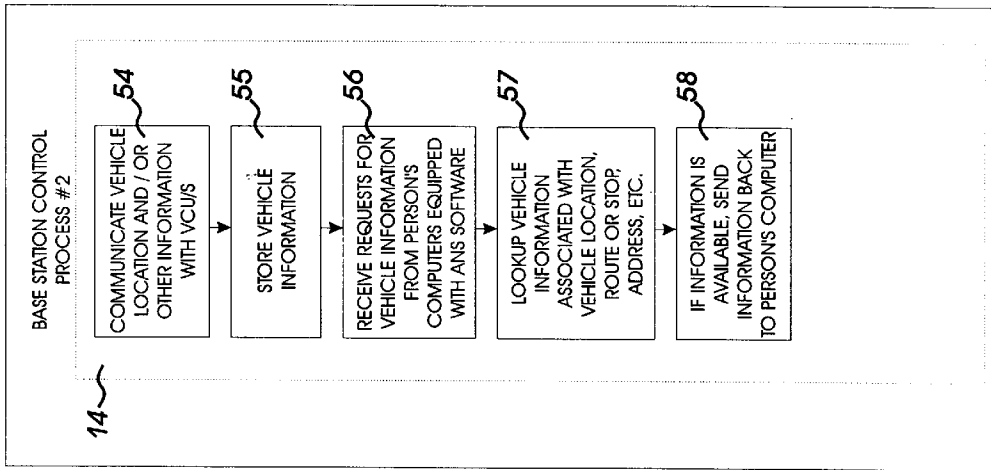 BASE STATION CONTROL
PROCESS #2
14
54
COMMUNICATE VEHICLE
LOCATION AND / OR
OTHER INFORMATION
WITH VCU/S
55
STORE VEHICLE
INFORMATION
56
RECEIVE REQUESTS FOR
VEHICLE INFORMATION
FROM PERSON'S
COMPUTERS EQUIPPED
WITH ANS SOFTWARE
57
LOOKUP VEHICLE
INFORMATION
ASSOCIATED WITH
VEHICLE LOCATION,
ROUTE OR STOP,
ADDRESS, ETC.
58
IF INFORMATION IS
AVAILABLE, SEND
INFORMATION BACK
TO PERSON'S COMPUTER